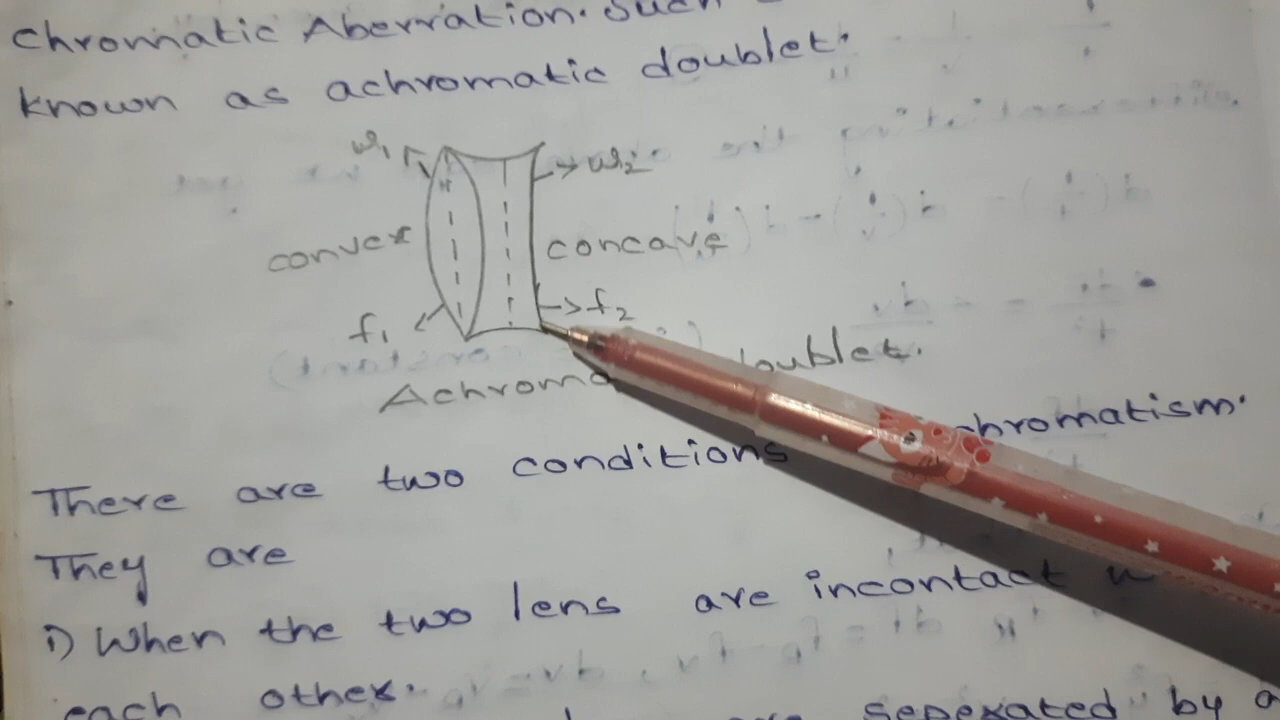 Chromatic Aberration. Such
known as achromatic doublet.
ω1
ω2
convex
concave
f1
f2
Achroma doublet.
There are two conditions chromatism.
They are
i) When the two lens are incontact
each other.
seperated by a